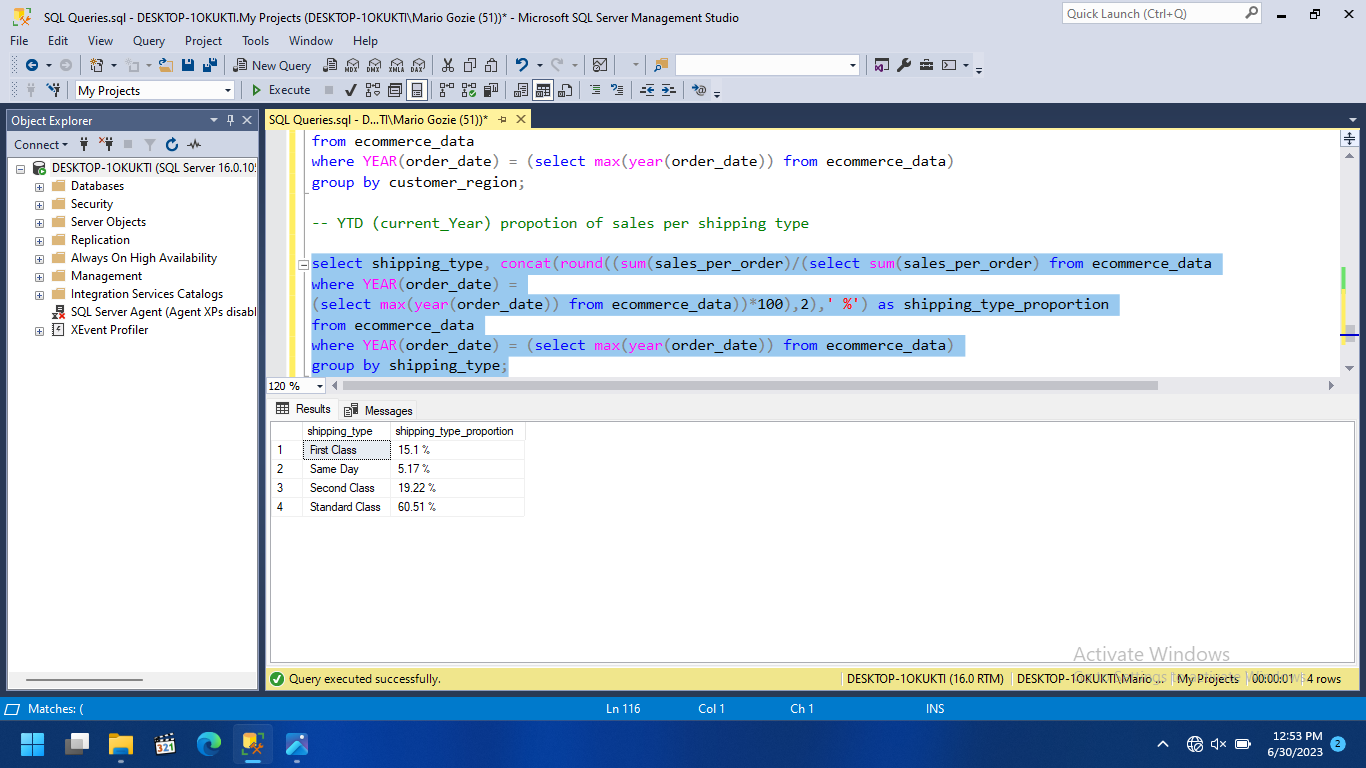 SQL Queries.sql - DESKTOP-1OKUKTI.My Projects (DESKTOP-1OKUKTI\Mario Gozie (51))* - Microsoft SQL Server Management Studio
Quick Launch (Ctrl+Q)
File Edit View Query Project Tools Window Help
New Query MDX DMX XMLA DAX
My Projects Execute
Object Explorer
SQL Queries.sql - D...TI\Mario Gozie (51))*
Connect
DESKTOP-1OKUKTI (SQL Server 16.0.10
Databases
Security
Server Objects
Replication
Always On High Availability
Management
Integration Services Catalogs
SQL Server Agent (Agent XPs disabl
XEvent Profiler
from ecommerce_data
where YEAR(order_date) = (select max(year(order_date)) from ecommerce_data)
group by customer_region;
-- YTD (current_Year) propotion of sales per shipping type
select shipping_type, concat(round((sum(sales_per_order)/(select sum(sales_per_order) from ecommerce_data
where YEAR(order_date) =
(select max(year(order_date)) from ecommerce_data))*100),2),' %') as shipping_type_proportion
from ecommerce_data
where YEAR(order_date) = (select max(year(order_date)) from ecommerce_data)
group by shipping_type;
120 %
Results Messages
shipping_type shipping_type_proportion
1 First Class 15.1 %
2 Same Day 5.17 %
3 Second Class 19.22 %
4 Standard Class 60.51 %
Activate Windows
Query executed successfully. DESKTOP-1OKUKTI (16.0 RTM) DESKTOP-1OKUKTI\Mario ... My Projects 00:00:01 4 rows
Matches: ( Ln 116 Col 1 Ch 1 INS
321
12:53 PM
6/30/2023
2